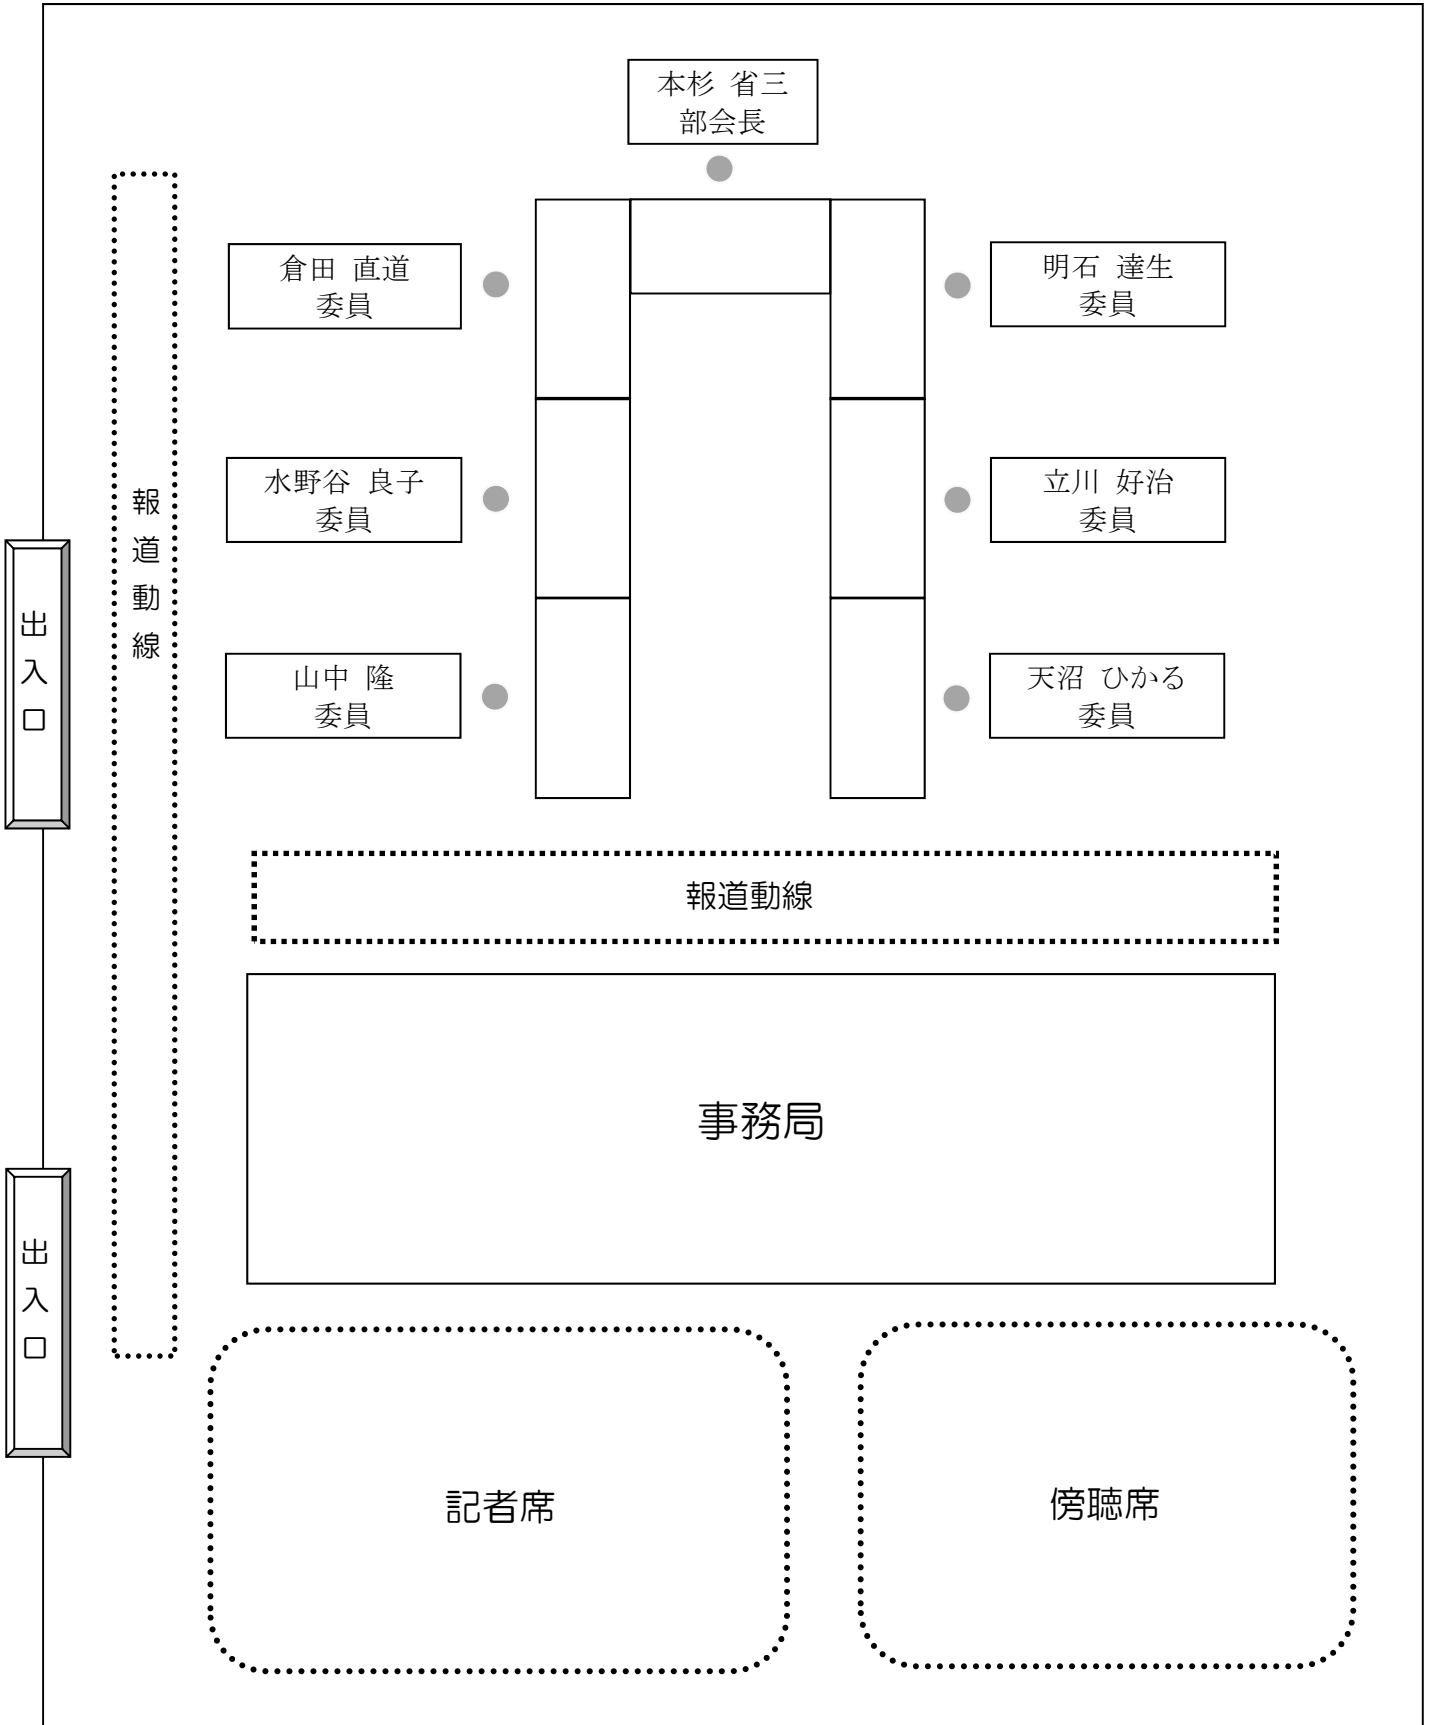 本杉 省三
部会長
倉田 直道
委員
明石 達生
委員
水野谷 良子
委員
立川 好治
委員
山中 隆
委員
天沼 ひかる
委員
報道動線
出入口
報道動線
事務局
出入口
記者席
傍聴席